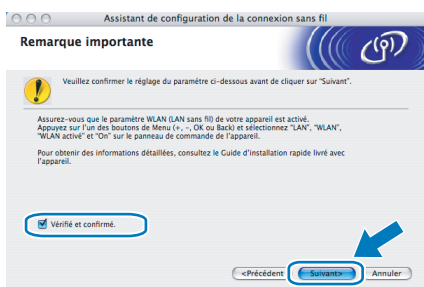 Assistant de configuration de la connexion sans fil
Remarque importante
Veuillez confirmer le réglage du paramètre ci-dessous avant de cliquer sur "Suivant".
Assurez-vous que le paramètre WLAN (LAN sans fil) de votre appareil est activé.
Appuyez sur l'un des boutons de Menu (+, -, OK ou Back) et sélectionnez "LAN", "WLAN",
"WLAN activé" et "On" sur le panneau de commande de l'appareil.
Pour obtenir des informations détaillées, consultez le Guide d'installation rapide livré avec
l'appareil.
Vérifié et confirmé.
<Précédent Suivant> Annuler